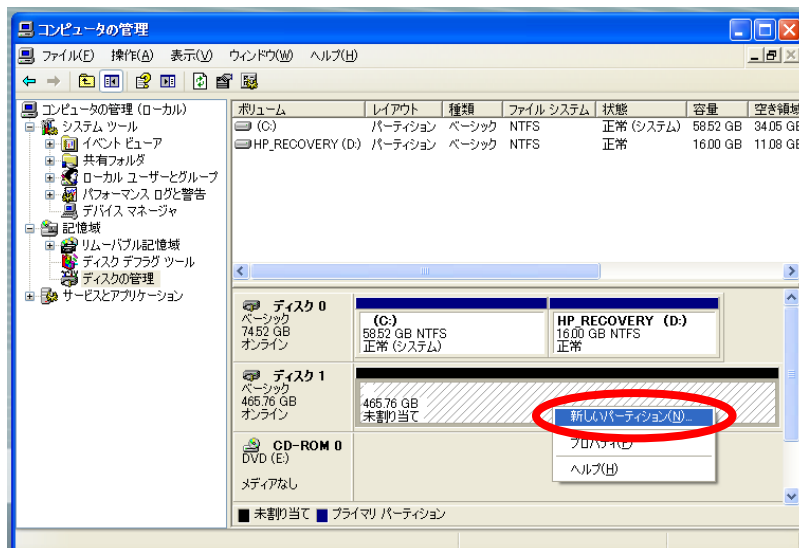 コンピュータの管理
ファイル(F) 操作(A) 表示(V) ウィンドウ(W) ヘルプ(H)
コンピュータの管理 (ローカル)
システム ツール
イベント ビューア
共有フォルダ
ローカル ユーザーとグループ
パフォーマンス ログと警告
デバイス マネージャ
記憶域
リムーバブル記憶域
ディスク デフラグ ツール
ディスクの管理
サービスとアプリケーション
ボリューム レイアウト 種類 ファイル システム 状態 容量 空き領域
(C:) パーティション ベーシック NTFS 正常 (システム) 58.52 GB 34.05 GB
HP_RECOVERY (D:) パーティション ベーシック NTFS 正常 16.00 GB 11.08 GB
ディスク 0
ベーシック
74.52 GB
オンライン
(C:)
58.52 GB NTFS
正常 (システム)
HP_RECOVERY (D:)
16.00 GB NTFS
正常
ディスク 1
ベーシック
465.76 GB
オンライン
465.76 GB
未割り当て
新しいパーティション(N)...
プロパティ(P)
ヘルプ(H)
CD-ROM 0
DVD (E:)
メディアなし
未割り当て プライマリ パーティション